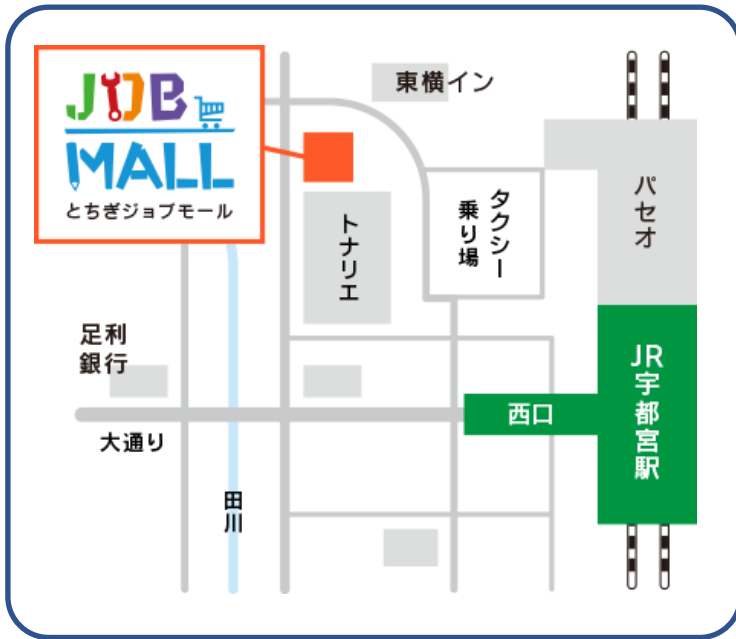 JOB
MALL
とちぎジョブモール
東横イン
パセオ
タクシー
乗り場
トナリエ
足利
銀行
JR宇都宮駅
西口
大通り
田川